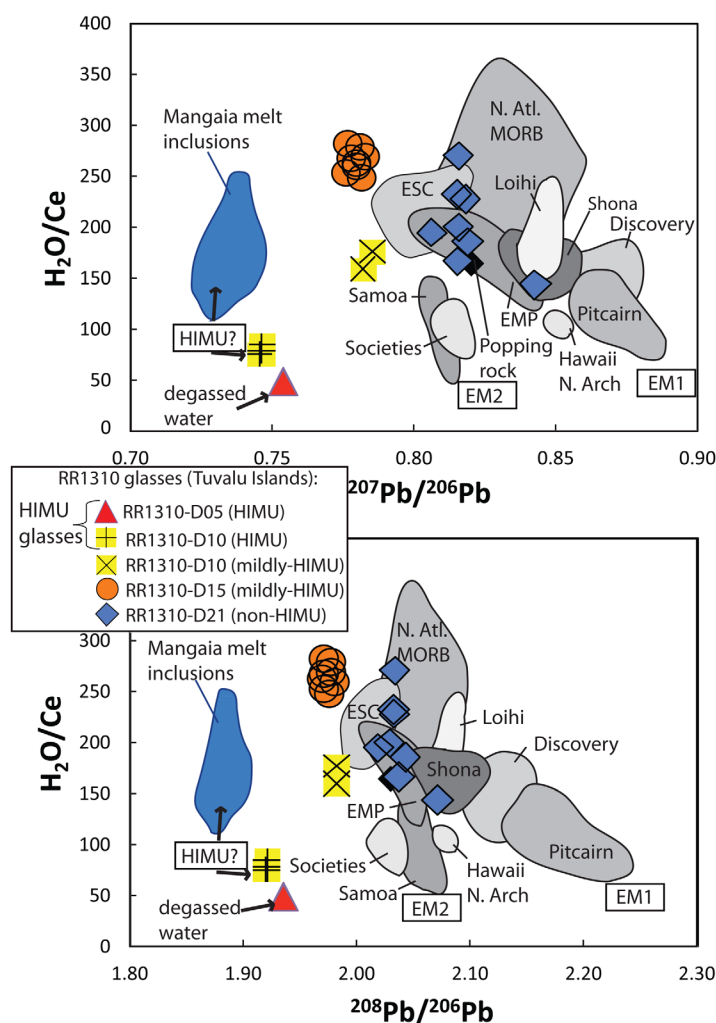 400
350
300
250
200
150
100
50
0
H₂O/Ce
Mangaia melt
inclusions
N. Atl.
MORB
ESC
Loihi
Shona
Discovery
Samoa
EMP
Pitcairn
HIMU?
Societies
Popping
rock
Hawaii
N. Arch
degassed
water
EM2
EM1
0.70
0.75
0.80
0.85
0.90
²⁰⁷Pb/²⁰⁶Pb
RR1310 glasses (Tuvalu Islands):
HIMU
glasses
RR1310-D05 (HIMU)
RR1310-D10 (HIMU)
RR1310-D10 (mildly-HIMU)
RR1310-D15 (mildly-HIMU)
RR1310-D21 (non-HIMU)
300
250
200
150
100
50
0
H₂O/Ce
Mangaia melt
inclusions
N. Atl.
MORB
ESC
Loihi
Discovery
Shona
EMP
Pitcairn
HIMU?
Societies
Samoa
Hawaii
N. Arch
degassed
water
EM2
EM1
1.80
1.90
2.00
2.10
2.20
2.30
²⁰⁸Pb/²⁰⁶Pb